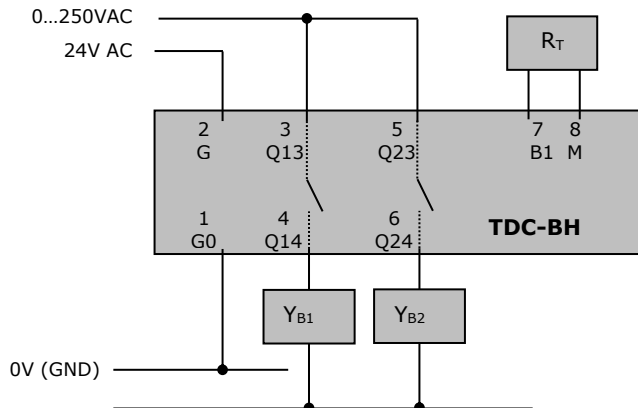 0...250VAC
24V AC
R_T
2 3 5 7 8
G Q13 Q23 B1 M
1 4 6
G0 Q14 Q24
TDC-BH
Y_B1 Y_B2
0V (GND)